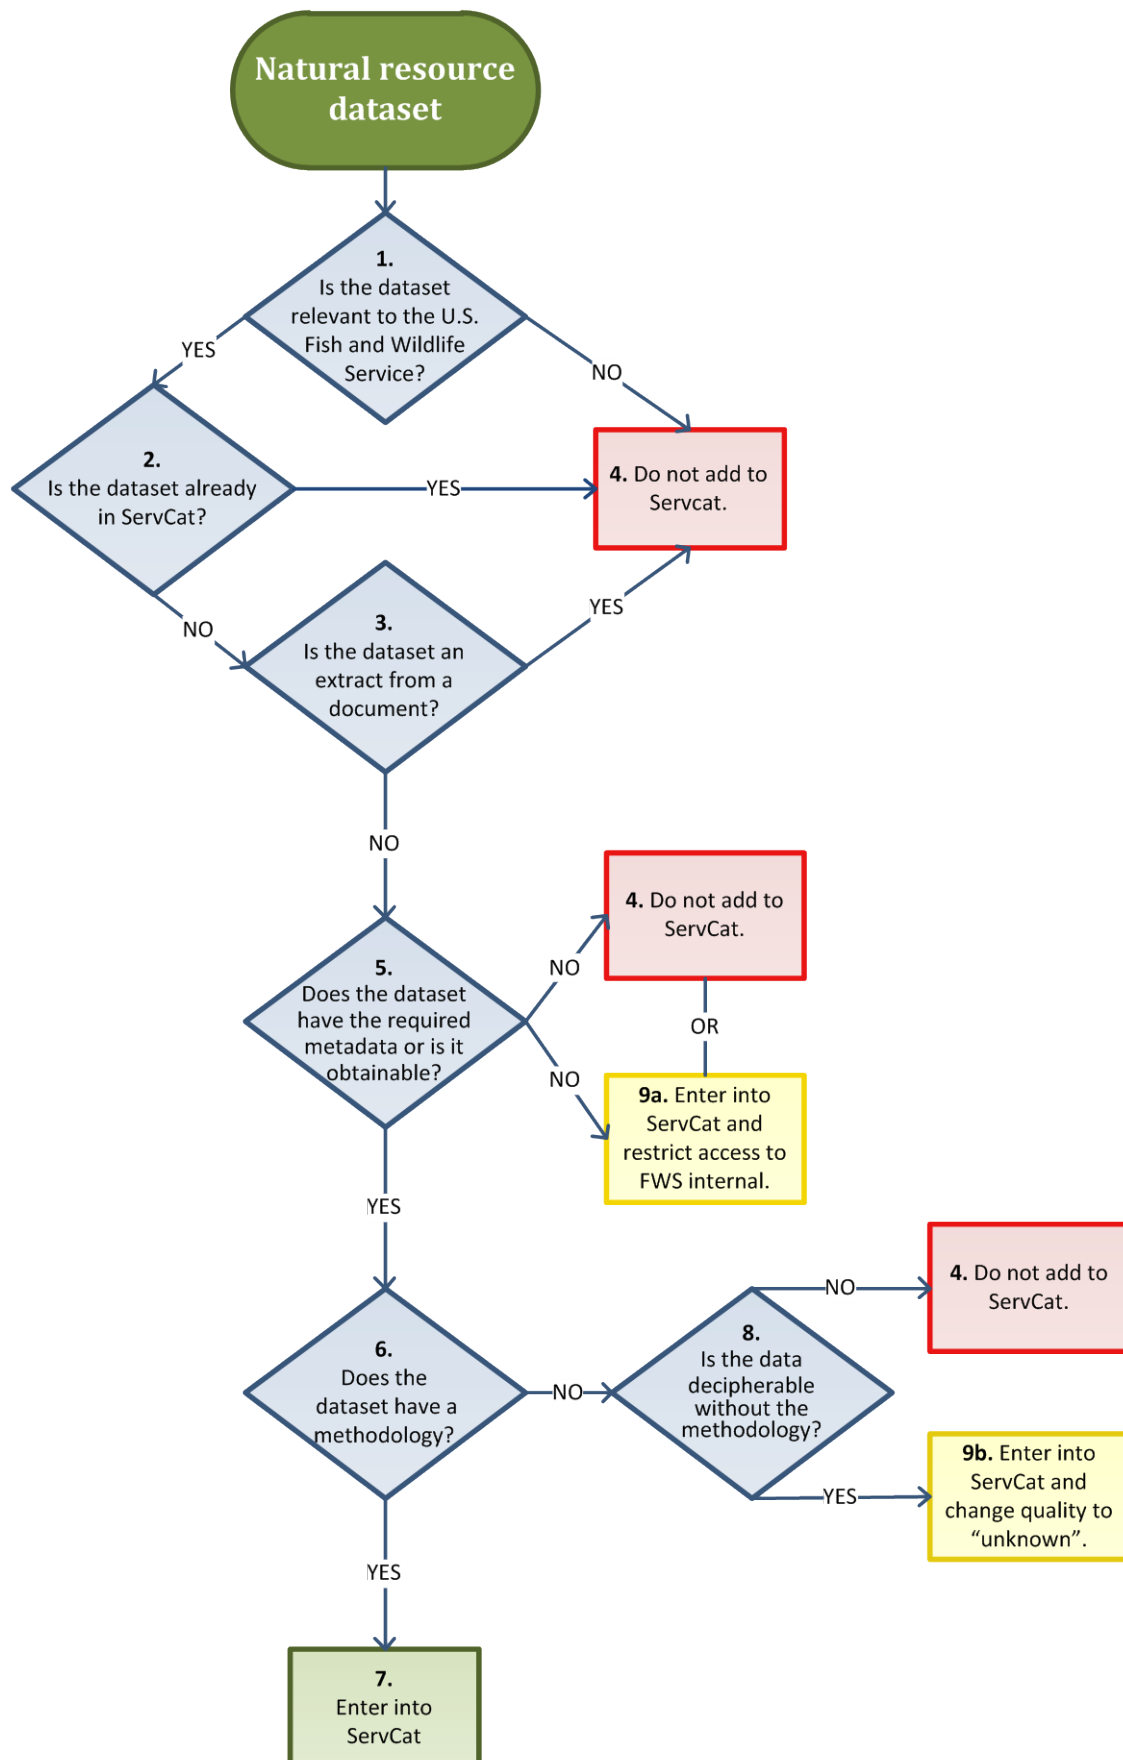 Natural resource
dataset
1.
Is the dataset
relevant to the U.S.
Fish and Wildlife
Service?
YES
NO
2.
Is the dataset already
in ServCat?
YES
4. Do not add to
Servcat.
NO
3.
Is the dataset an
extract from a
document?
YES
NO
4. Do not add to
ServCat.
5.
Does the dataset
have the required
metadata or is it
obtainable?
NO
OR
NO
9a. Enter into
ServCat and
restrict access to
FWS internal.
YES
6.
Does the
dataset have a
methodology?
NO
8.
Is the data
decipherable
without the
methodology?
NO
4. Do not add to
ServCat.
YES
9b. Enter into
ServCat and
change quality to
“unknown”.
YES
7.
Enter into
ServCat